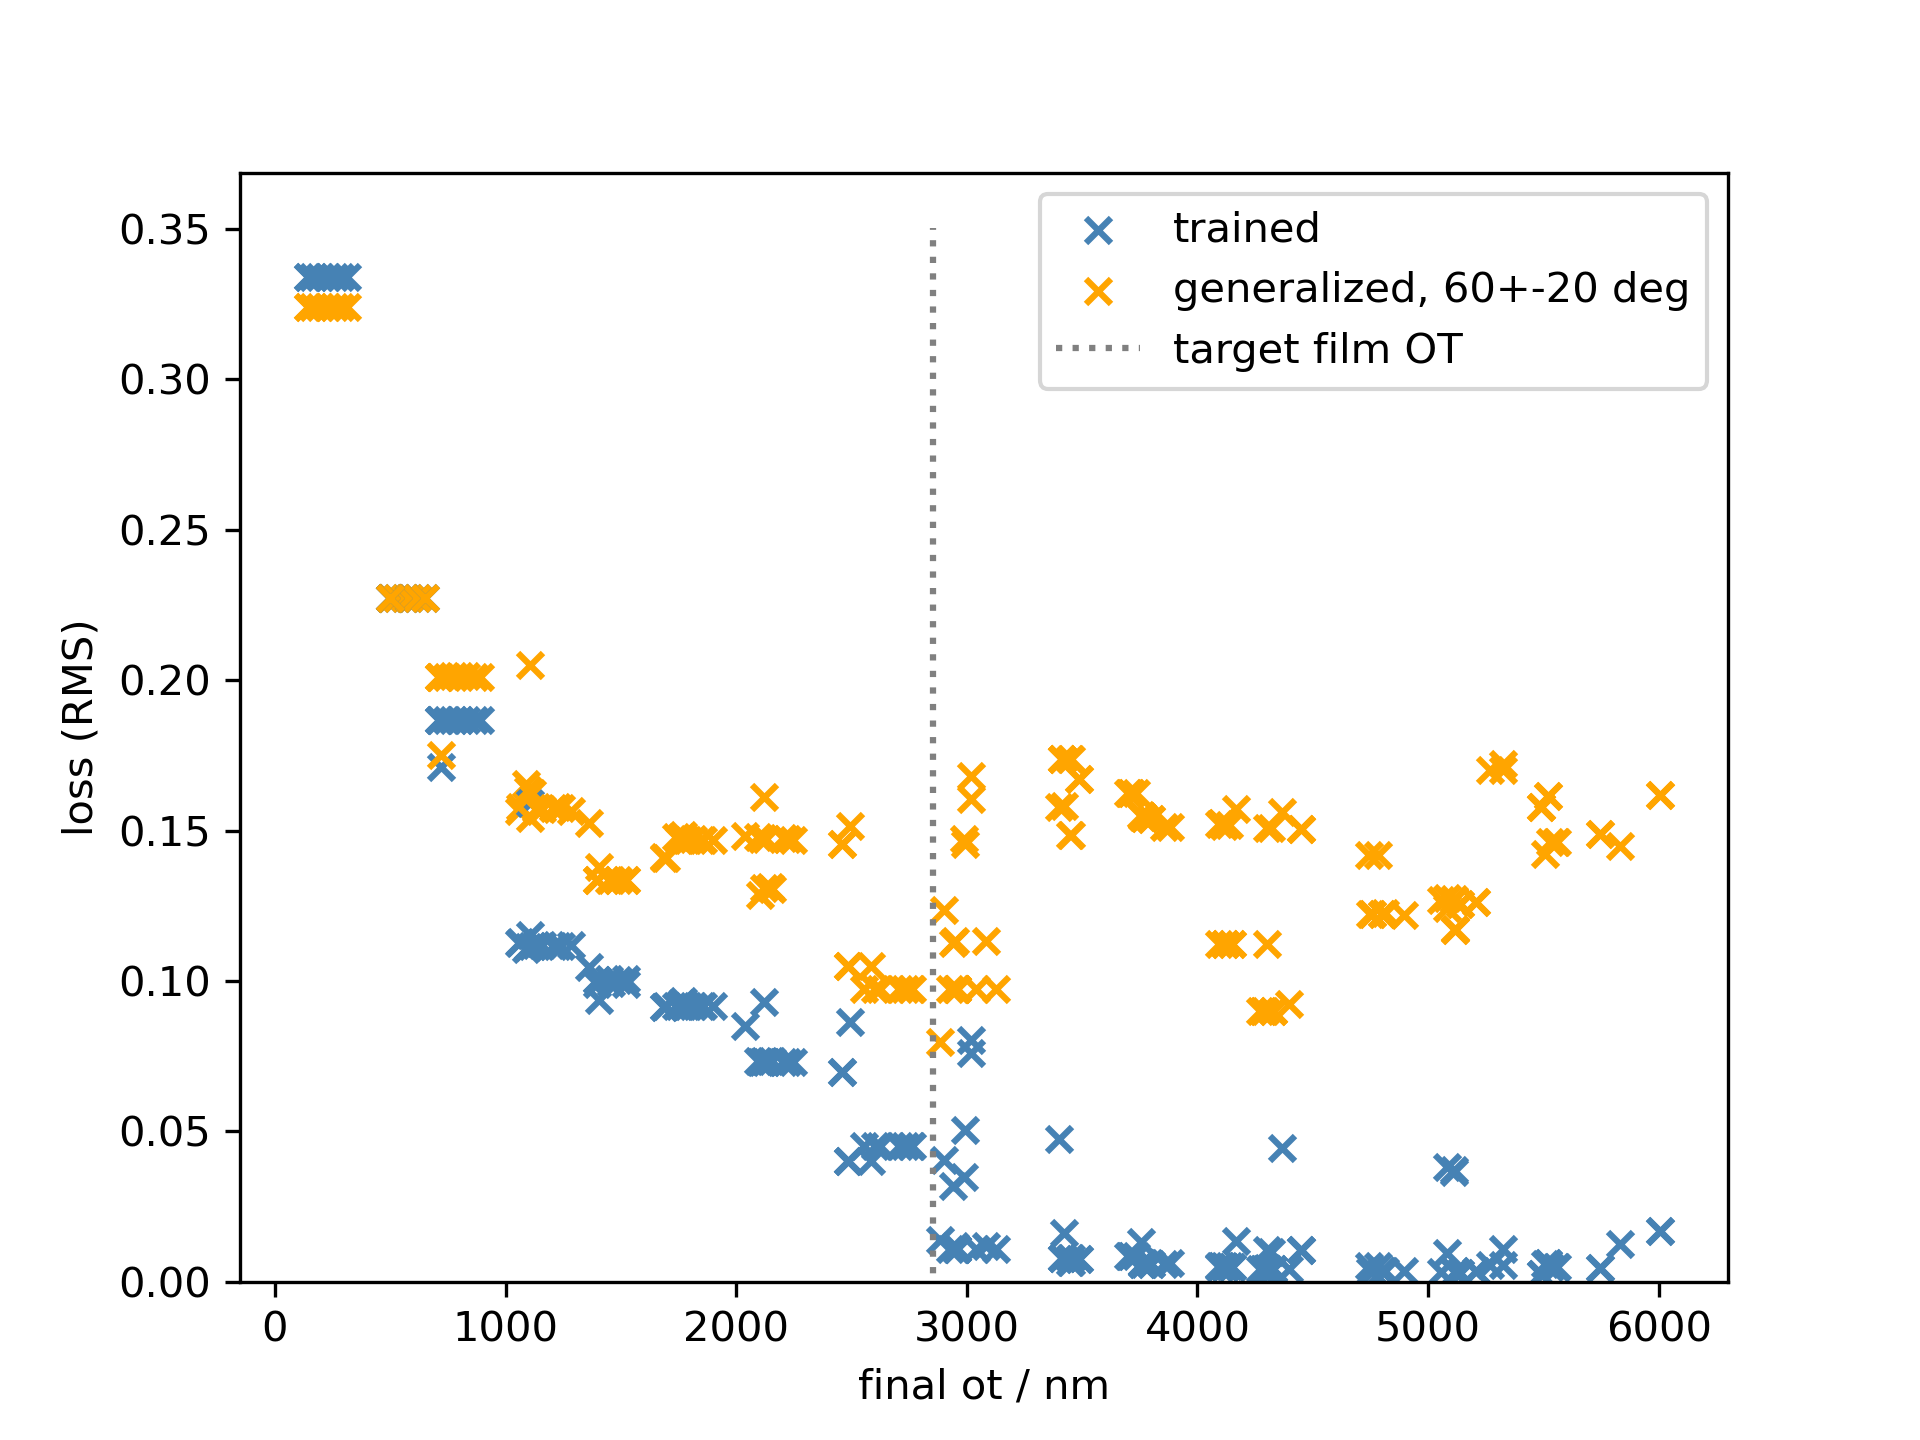 0.35
0.30
0.25
0.20
0.15
0.10
0.05
0.00
loss (RMS)
trained
generalized, 60+-20 deg
target film OT
0 1000 2000 3000 4000 5000 6000
final ot / nm